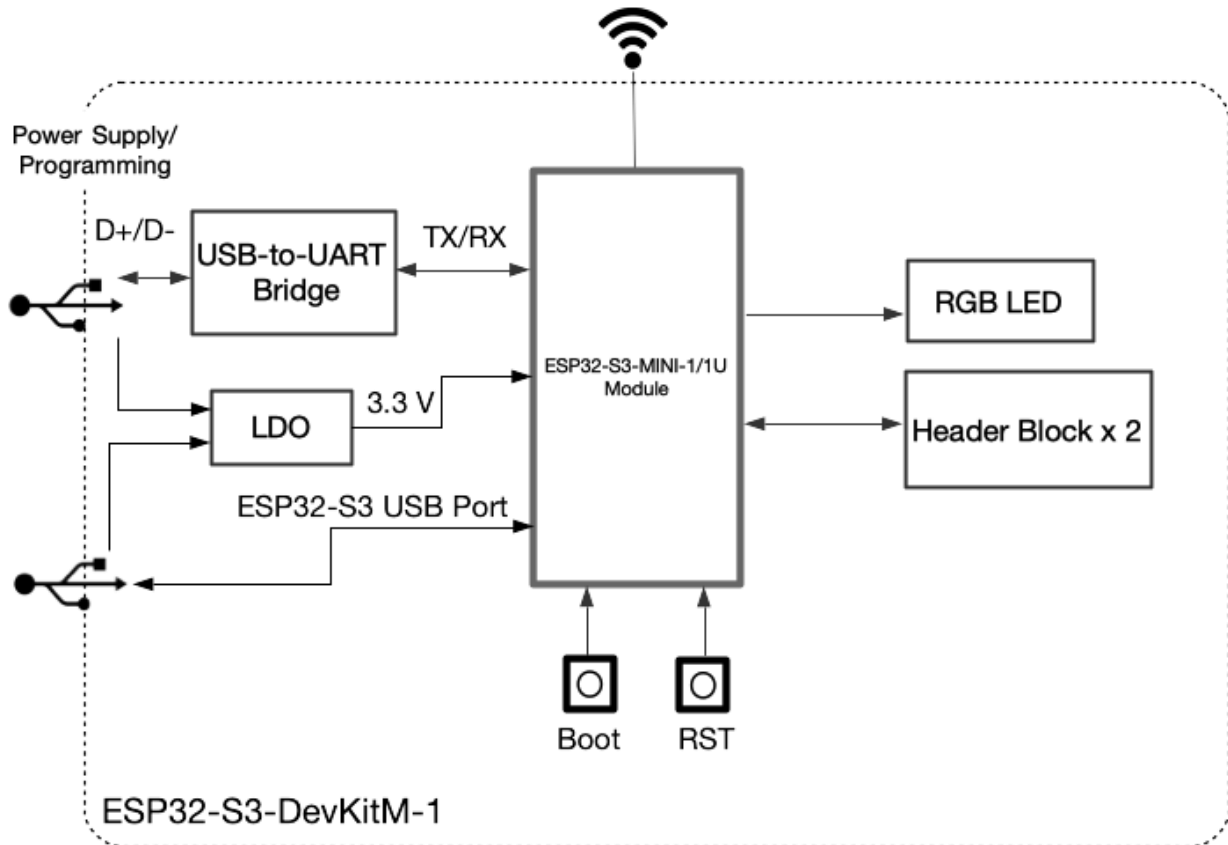 Power Supply/
Programming
D+/D-
USB-to-UART
Bridge
TX/RX
RGB LED
ESP32-S3-MINI-1/1U
Module
3.3 V
LDO
Header Block x 2
ESP32-S3 USB Port
Boot
RST
ESP32-S3-DevKitM-1